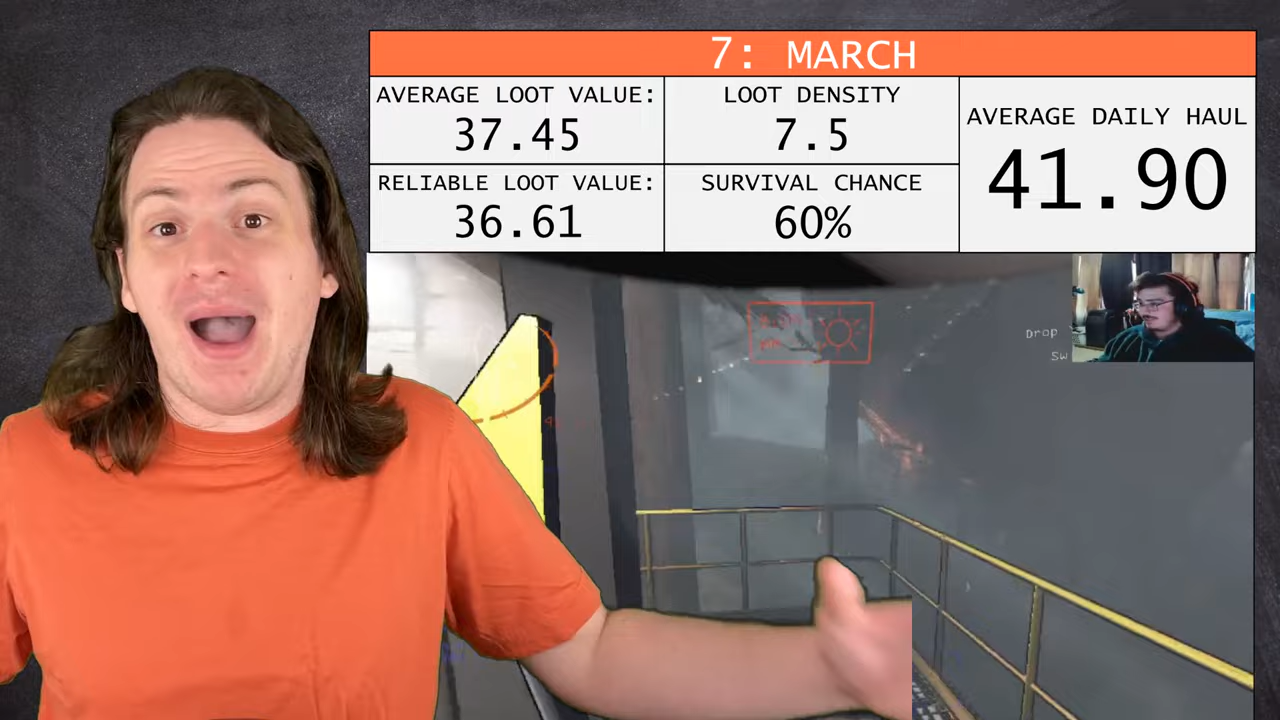 7: MARCH
AVERAGE LOOT VALUE:
37.45
LOOT DENSITY
7.5
AVERAGE DAILY HAUL
41.90
RELIABLE LOOT VALUE:
36.61
SURVIVAL CHANCE
60%
Drop
Sw